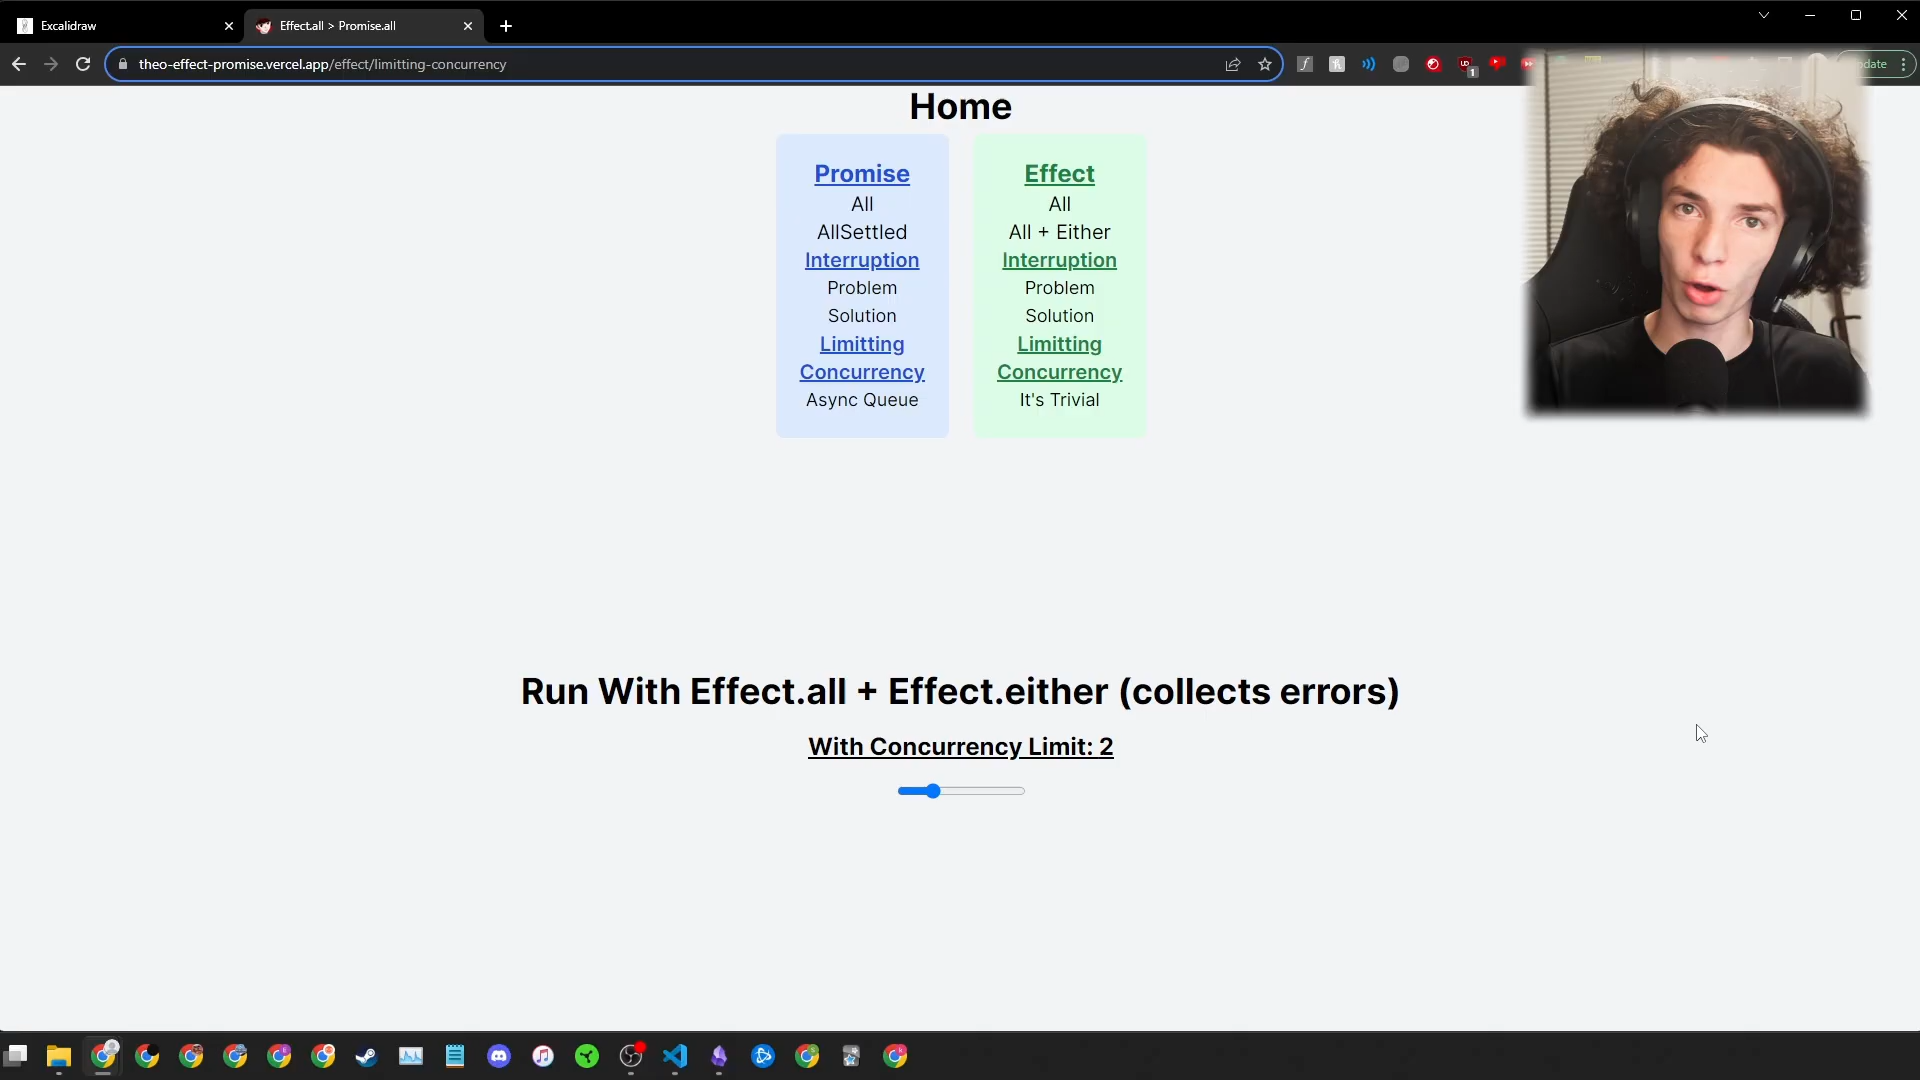 Excalidraw
Effect.all > Promise.all
theo-effect-promise.vercel.app/effect/limitting-concurrency
Home
Promise
All
AllSettled
Interruption
Problem
Solution
Limitting
Concurrency
Async Queue
Effect
All
All + Either
Interruption
Problem
Solution
Limitting
Concurrency
It's Trivial
Run With Effect.all + Effect.either (collects errors)
With Concurrency Limit: 2